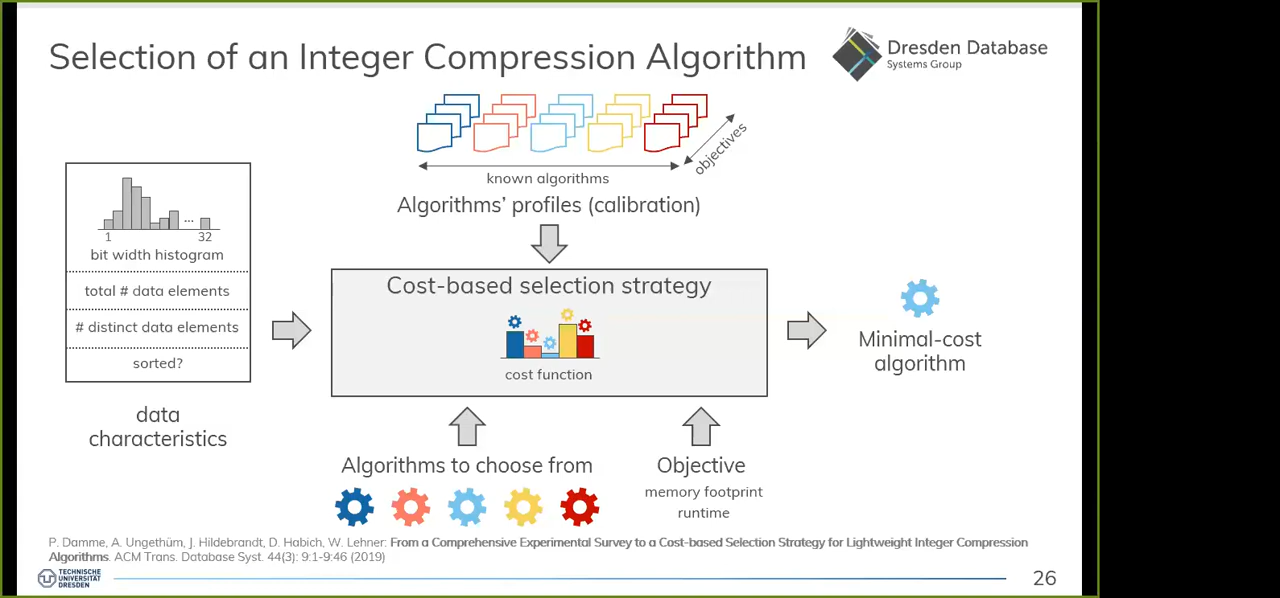 Selection of an Integer Compression Algorithm
Dresden Database
Systems Group
objectives
known algorithms
Algorithms' profiles (calibration)
...
1 32
bit width histogram
total # data elements
# distinct data elements
sorted?
data
characteristics
Cost-based selection strategy
cost function
Minimal-cost
algorithm
Algorithms to choose from
Objective
memory footprint
runtime
P. Damme, A. Ungethüm, J. Hildebrandt, D. Habich, W. Lehner: From a Comprehensive Experimental Survey to a Cost-based Selection Strategy for Lightweight Integer Compression
Algorithms. ACM Trans. Database Syst. 44(3): 9:1-9:46 (2019)
TECHNISCHE
UNIVERSITÄT
DRESDEN
26